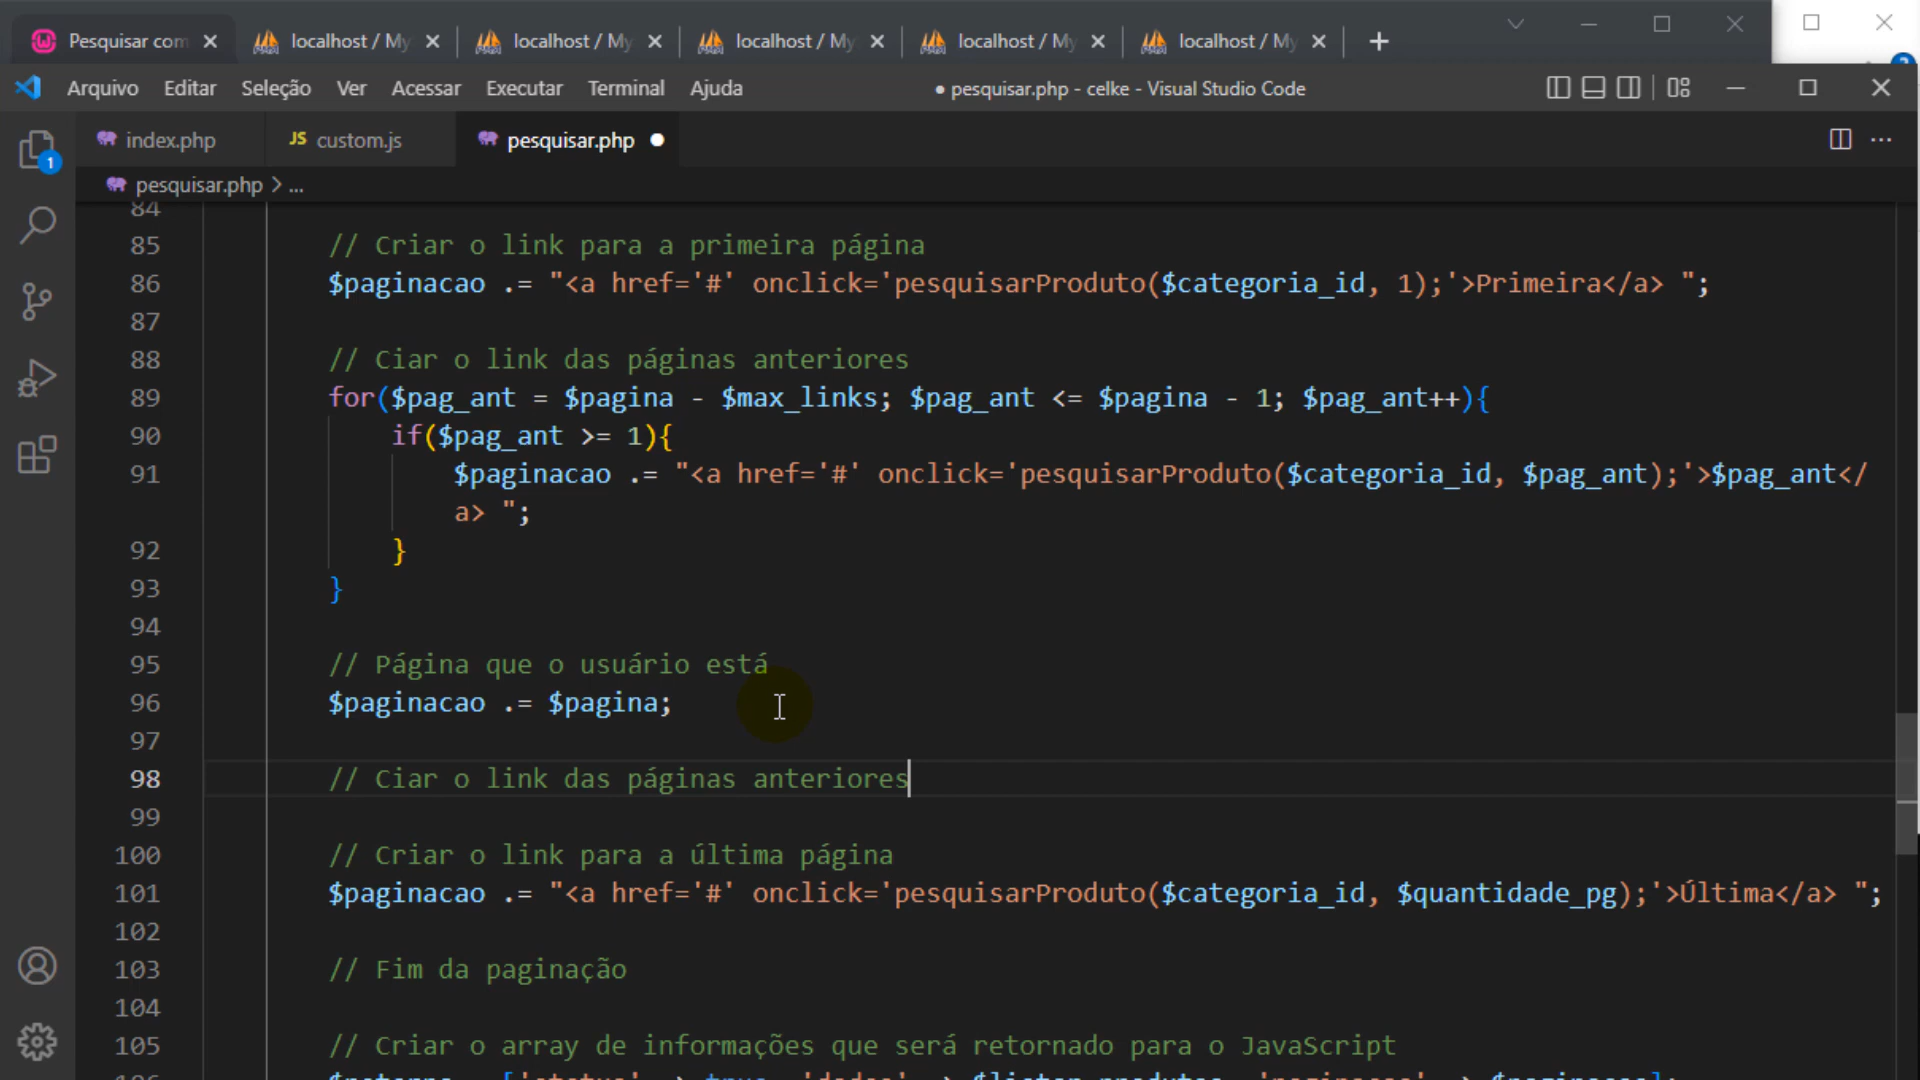 Pesquisar com
localhost / My
localhost / My
localhost / My
localhost / My
localhost / My
Arquivo Editar Seleção Ver Acessar Executar Terminal Ajuda
● pesquisar.php - celke - Visual Studio Code
index.php
JS custom.js
pesquisar.php
pesquisar.php > ...
1
84
85 // Criar o link para a primeira página
86 $paginacao .= "<a href='#' onclick='pesquisarProduto($categoria_id, 1);'>Primeira</a> ";
87
88 // Ciar o link das páginas anteriores
89 for($pag_ant = $pagina - $max_links; $pag_ant <= $pagina - 1; $pag_ant++){
90 if($pag_ant >= 1){
91 $paginacao .= "<a href='#' onclick='pesquisarProduto($categoria_id, $pag_ant);'>$pag_ant</
a> ";
92 }
93 }
94
95 // Página que o usuário está
96 $paginacao .= $pagina;
97
98 // Ciar o link das páginas anteriores
99
100 // Criar o link para a última página
101 $paginacao .= "<a href='#' onclick='pesquisarProduto($categoria_id, $quantidade_pg);'>Última</a> ";
102
103 // Fim da paginação
104
105 // Criar o array de informações que será retornado para o JavaScript